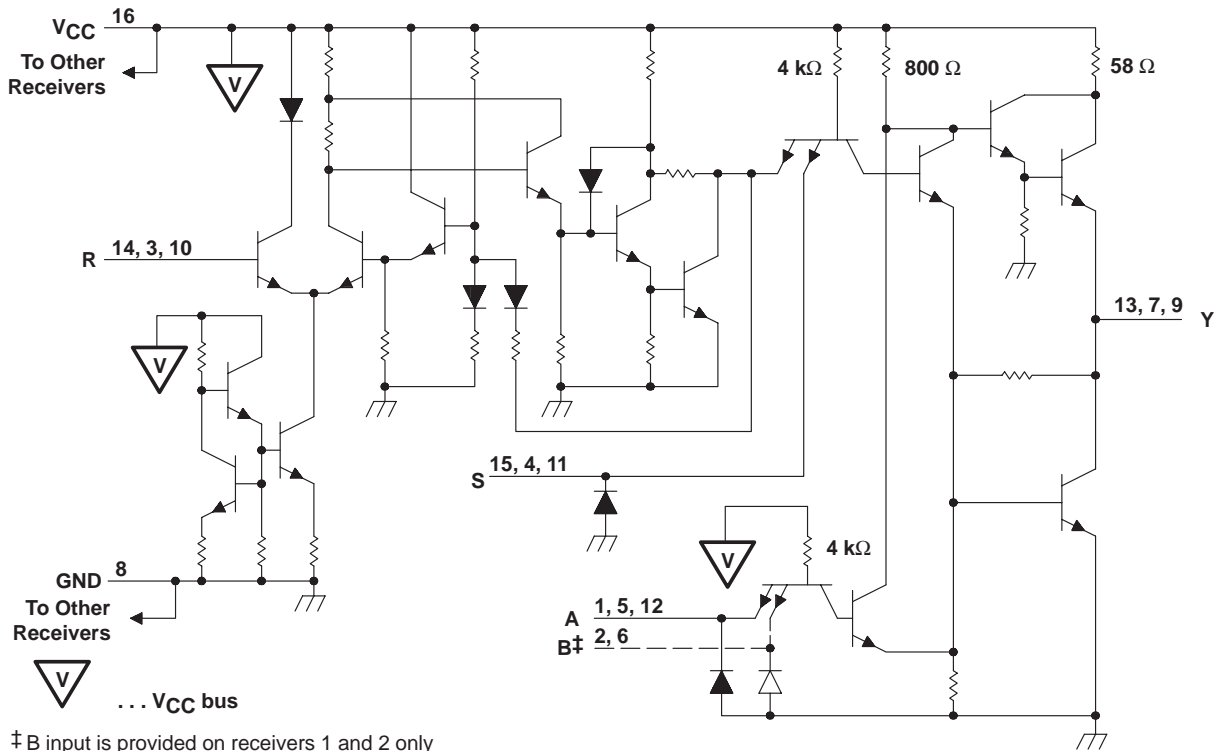 VCC 16
To Other
Receivers
V
4 kΩ
800 Ω
58 Ω
R 14, 3, 10
13, 7, 9 Y
V
S 15, 4, 11
V
4 kΩ
GND 8
To Other
Receivers
A 1, 5, 12
B‡ 2, 6
V
. . . VCC bus
‡ B input is provided on receivers 1 and 2 only